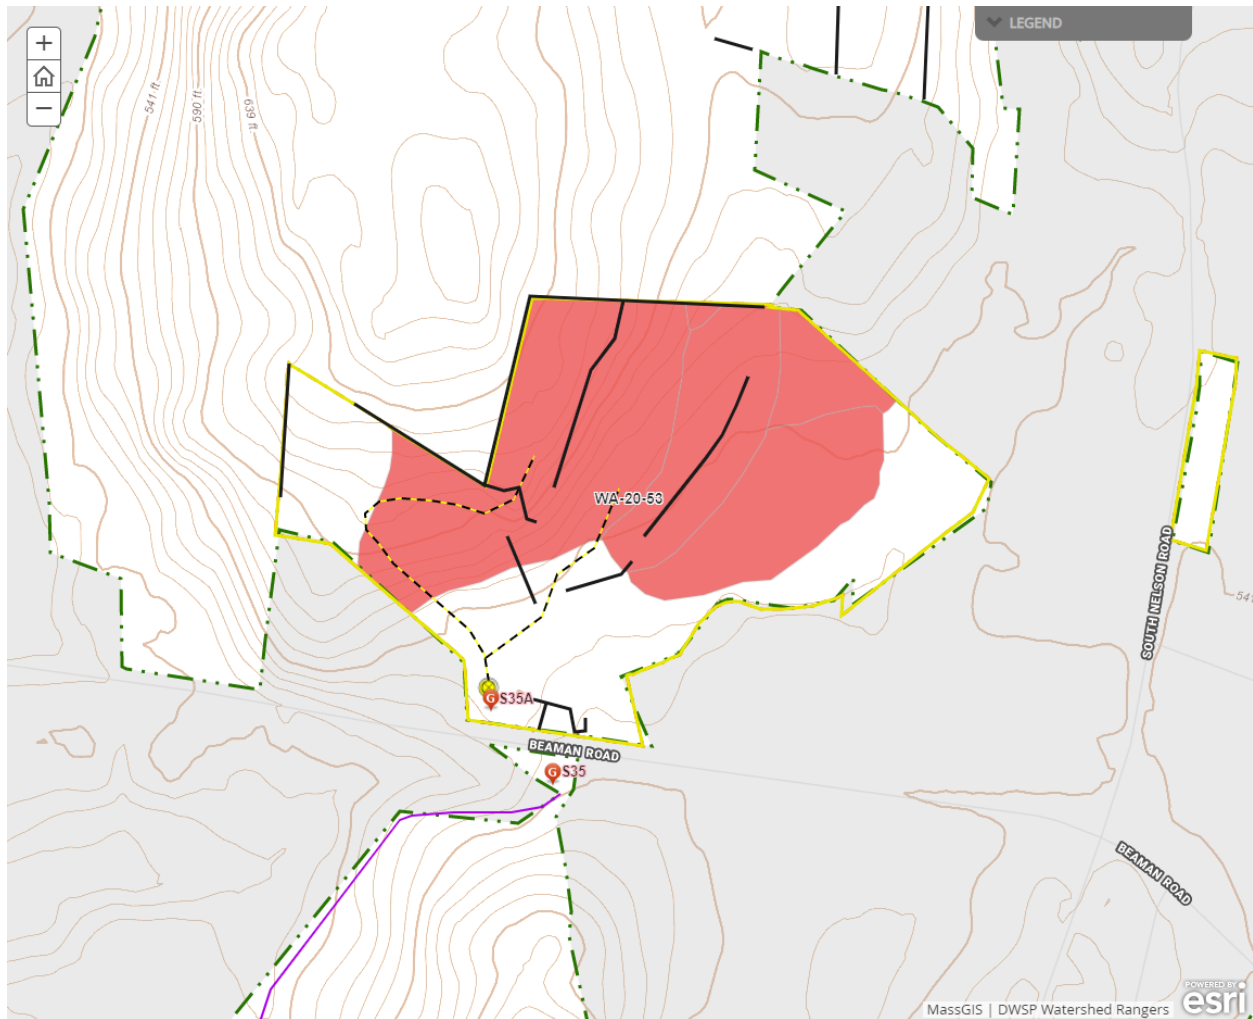 +
−
LEGEND
541 ft.
590 ft.
639 ft.
WA-20-53
SOUTH NELSON ROAD
541
G S35A
BEAMAN ROAD
G S35
BEAMAN ROAD
MassGIS | DWSP Watershed Rangers
POWERED BY
esri